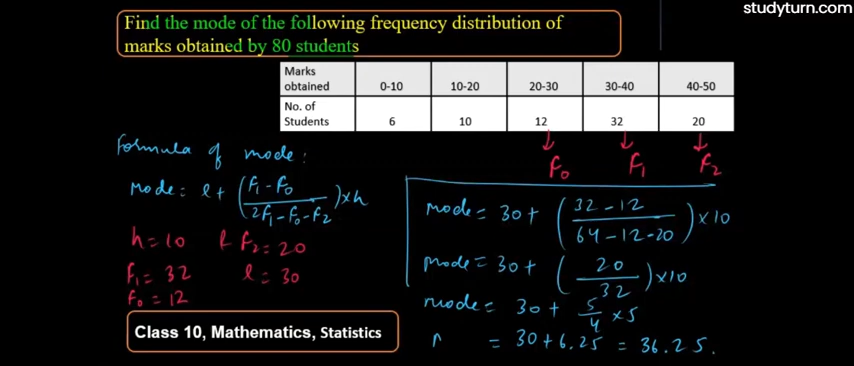 studyturn.com
Find the mode of the following frequency distribution of
marks obtained by 80 students
Marks obtained 0-10 10-20 20-30 30-40 40-50
No. of Students 6 10 12 32 20
F₀ F₁ F₂
Formula of mode:
mode = l + (F₁ - F₀ / 2F₁ - F₀ - F₂) × h
h = 10 F₂ = 20
F₁ = 32 l = 30
F₀ = 12
mode = 30 + (32 - 12 / 64 - 12 - 20) × 10
mode = 30 + (20 / 32) × 10
mode = 30 + 5/4 × 5
= 30 + 6.25 = 36.25.
Class 10, Mathematics, Statistics